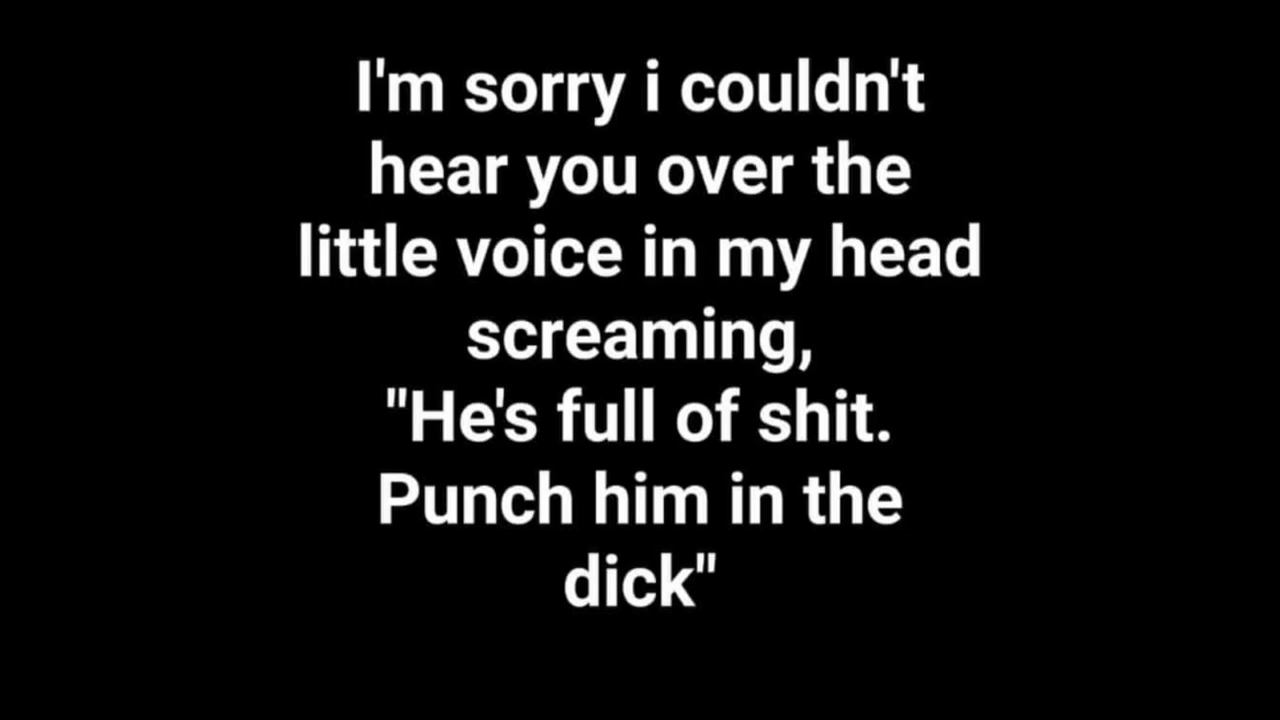 I'm sorry i couldn't
hear you over the
little voice in my head
screaming,
"He's full of shit.
Punch him in the
dick"